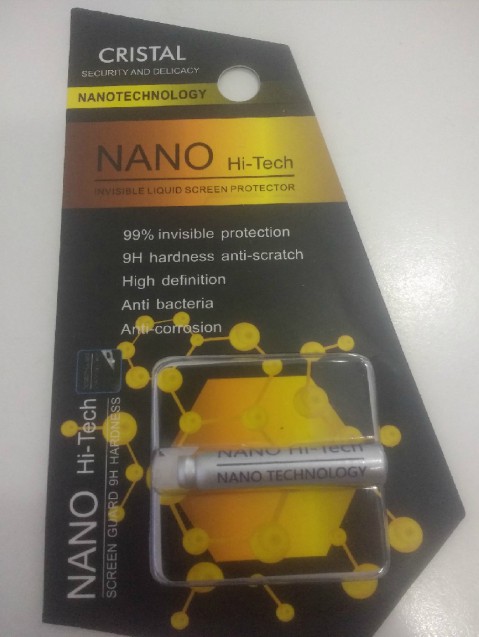 CRISTAL
SECURITY AND DELICACY
NANOTECHNOLOGY
NANO Hi-Tech
INVISIBLE LIQUID SCREEN PROTECTOR
99% invisible protection
9H hardness anti-scratch
High definition
Anti bacteria
Anti-corrosion
NANO Hi-Tech
SCREEN GUARD 9H HARDNESS
NANO Hi-Tech
NANO TECHNOLOGY